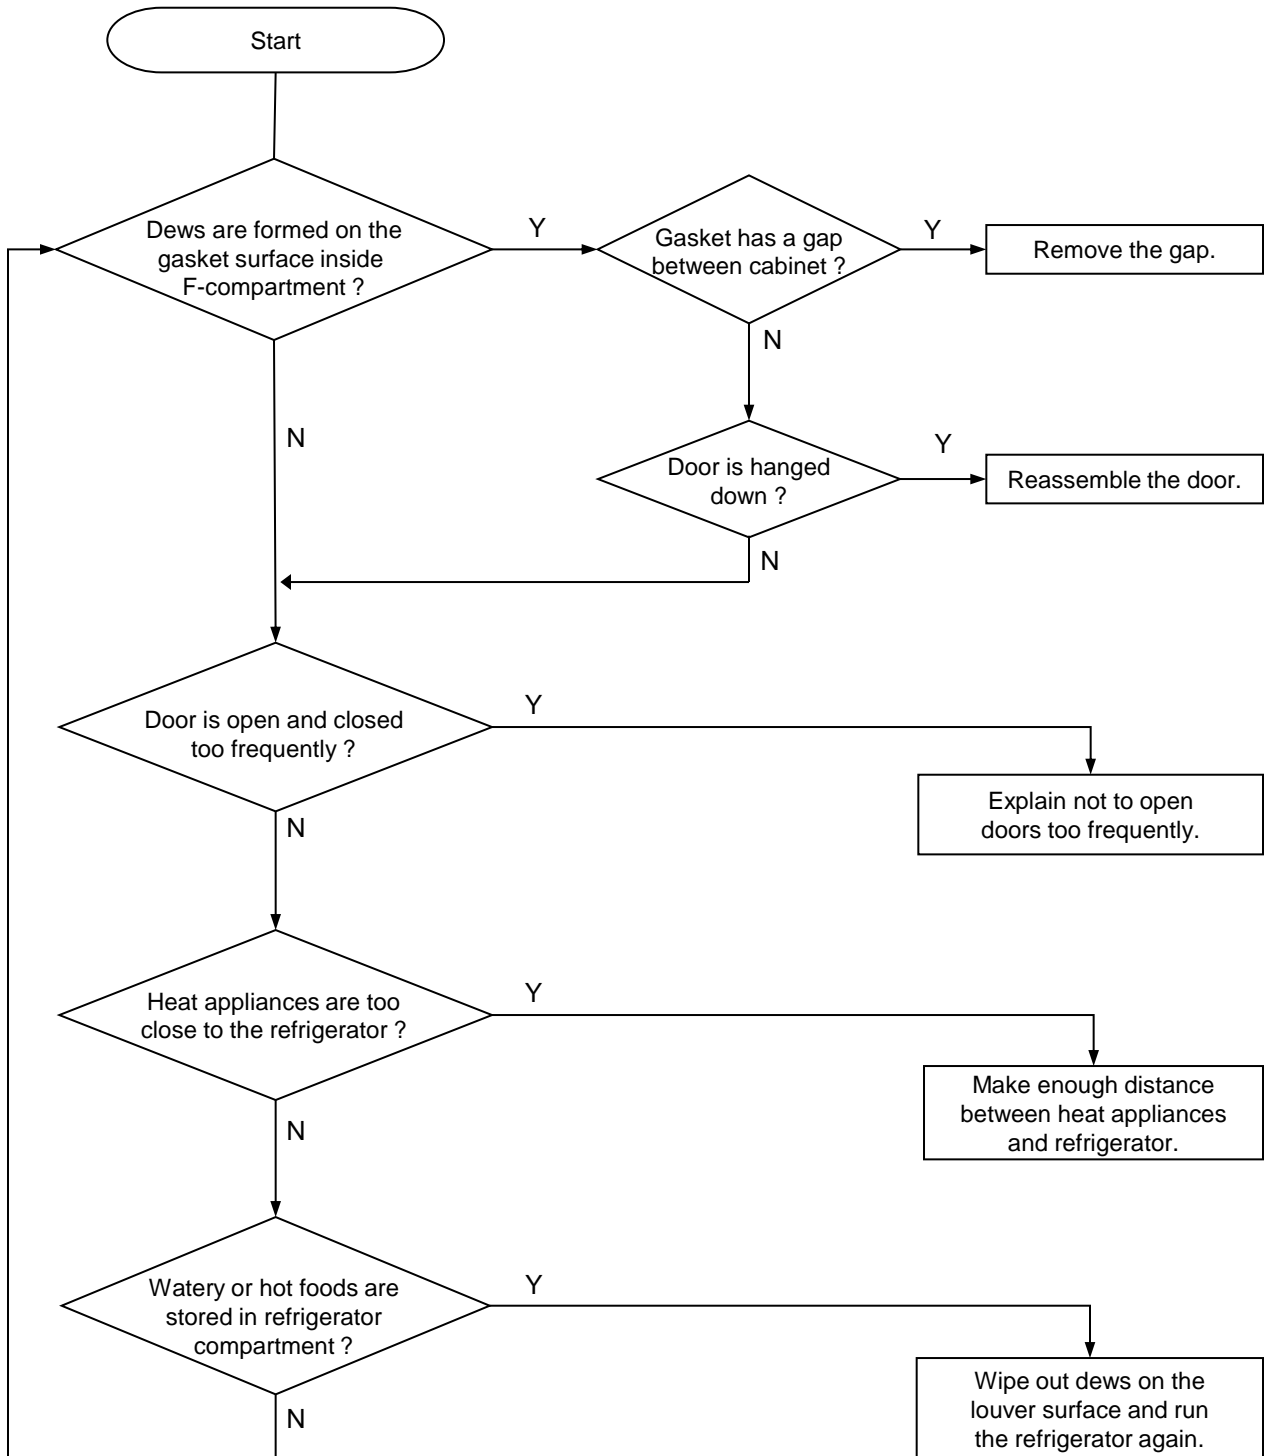 Start
Dews are formed on the
gasket surface inside
F-compartment ?
Y
Gasket has a gap
between cabinet ?
Y
Remove the gap.
N
N
Door is hanged
down ?
Y
Reassemble the door.
N
Door is open and closed
too frequently ?
Y
Explain not to open
doors too frequently.
N
Heat appliances are too
close to the refrigerator ?
Y
Make enough distance
between heat appliances
and refrigerator.
N
Watery or hot foods are
stored in refrigerator
compartment ?
Y
Wipe out dews on the
louver surface and run
the refrigerator again.
N